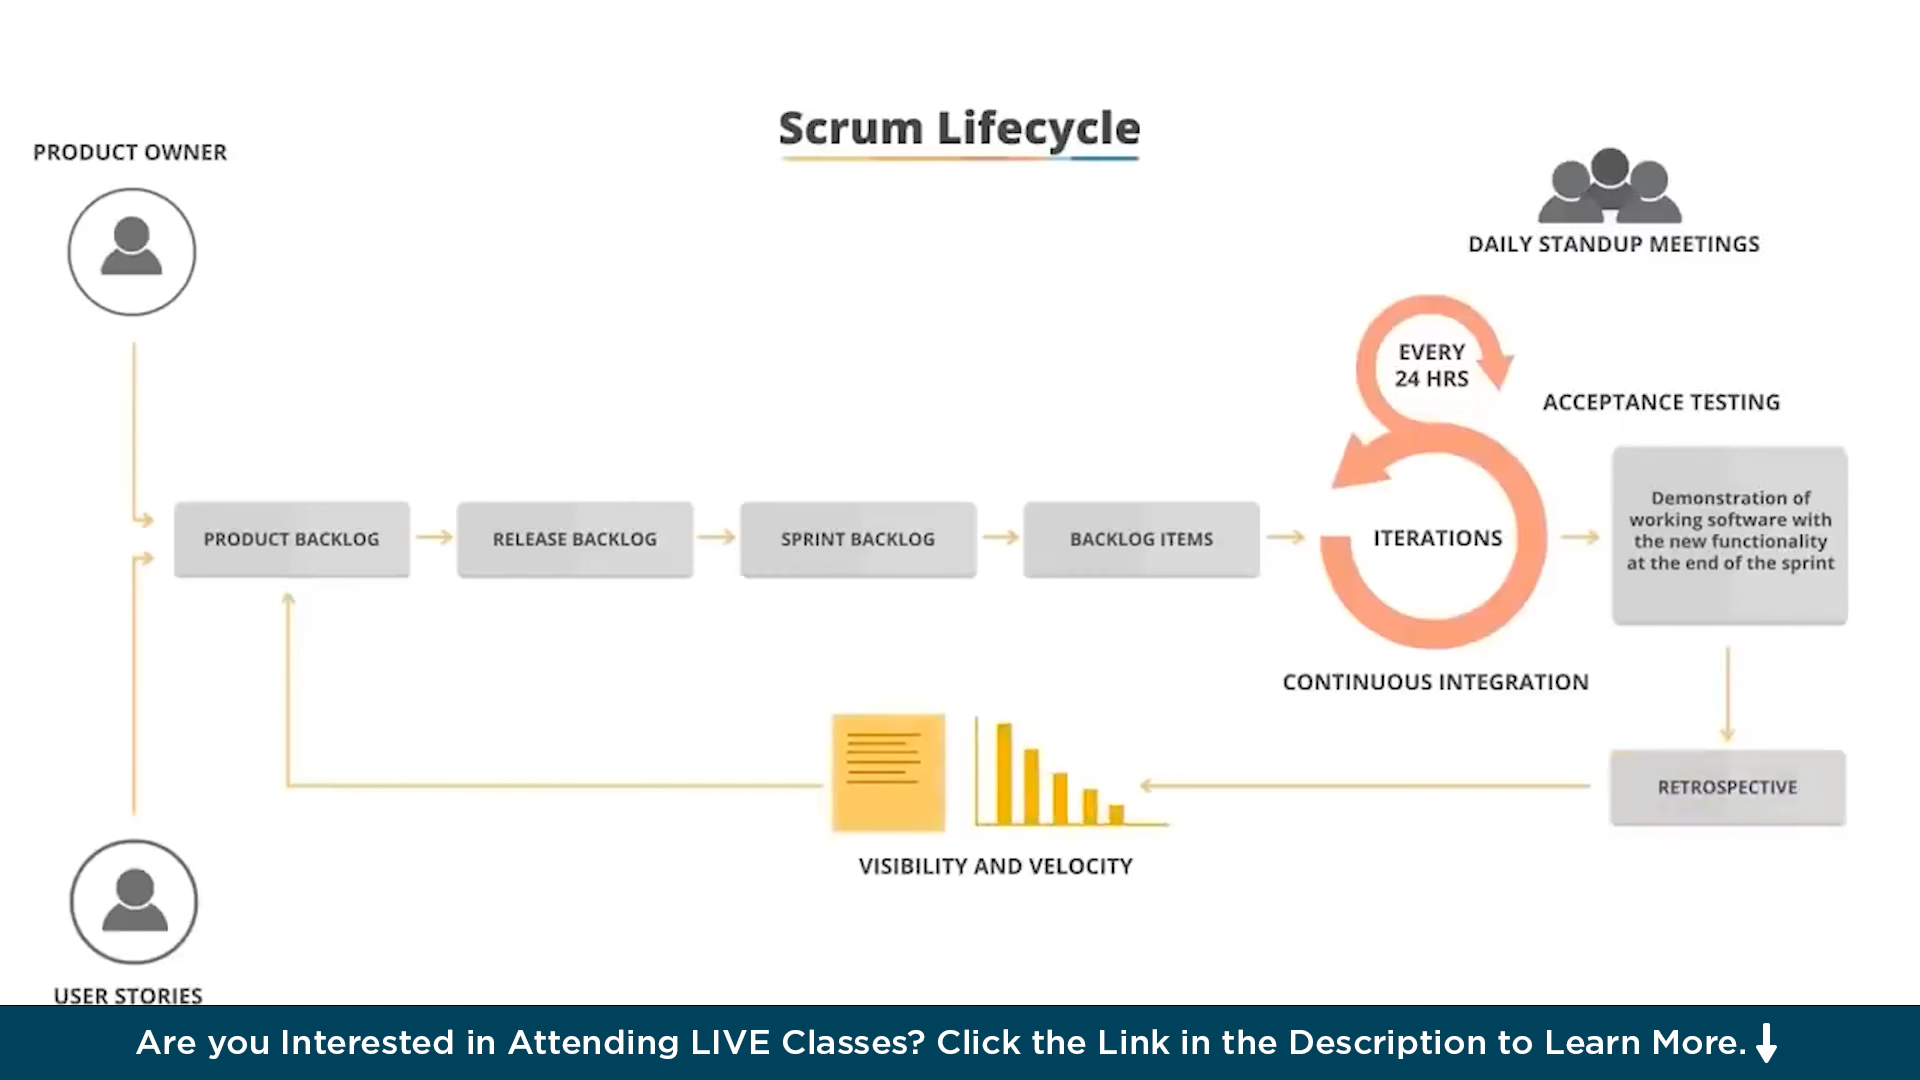 Scrum Lifecycle
PRODUCT OWNER
DAILY STANDUP MEETINGS
EVERY
24 HRS
ACCEPTANCE TESTING
PRODUCT BACKLOG
RELEASE BACKLOG
SPRINT BACKLOG
BACKLOG ITEMS
ITERATIONS
Demonstration of
working software with
the new functionality
at the end of the sprint
CONTINUOUS INTEGRATION
RETROSPECTIVE
VISIBILITY AND VELOCITY
USER STORIES
Are you Interested in Attending LIVE Classes? Click the Link in the Description to Learn More.